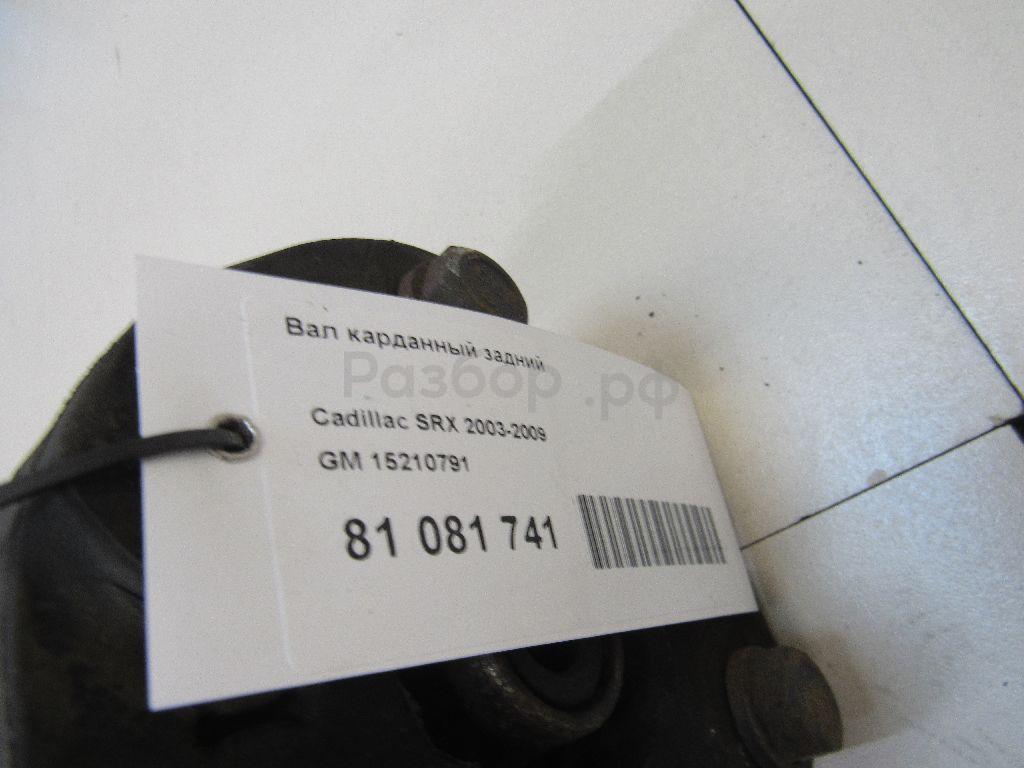 Вал карданный задний
Разбор.рф
Cadillac SRX 2003-2009
GM 15210791
81 081 741